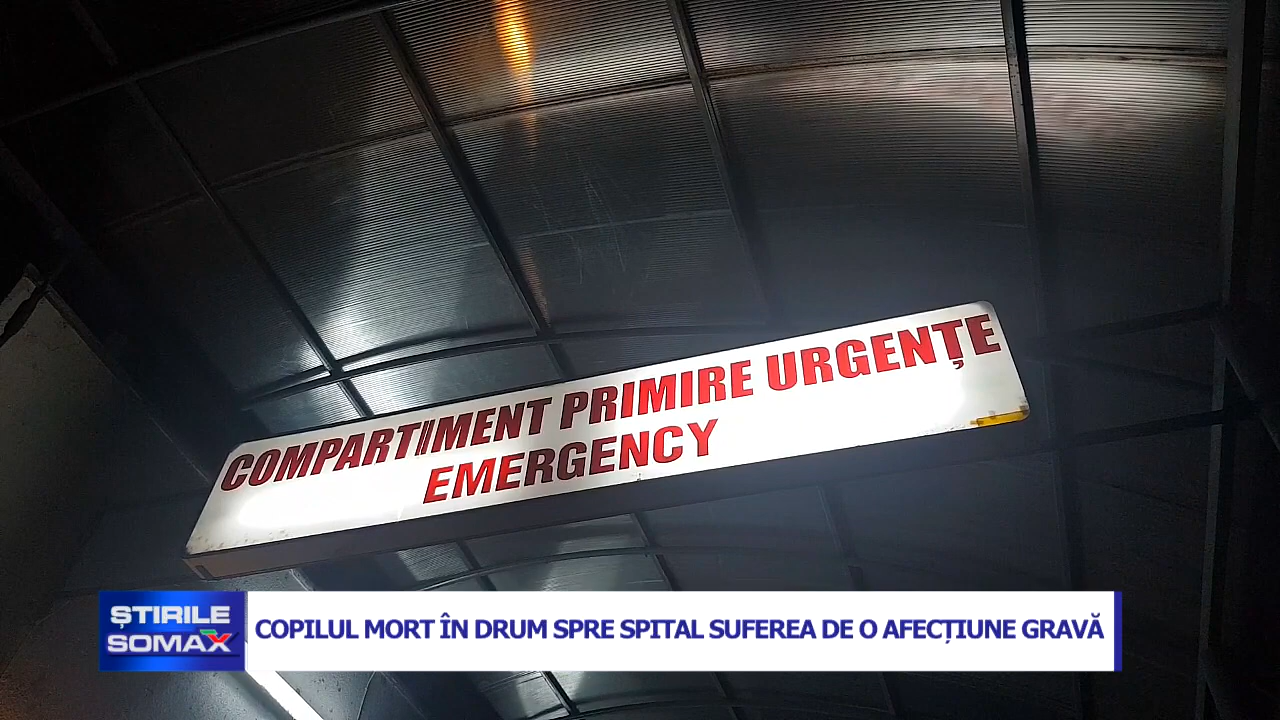 COMPARTIMENT PRIMIRE URGENȚE
EMERGENCY
ȘTIRILE
SOMAX
COPILUL MORT ÎN DRUM SPRE SPITAL SUFEREA DE O AFECȚIUNE GRAVĂ